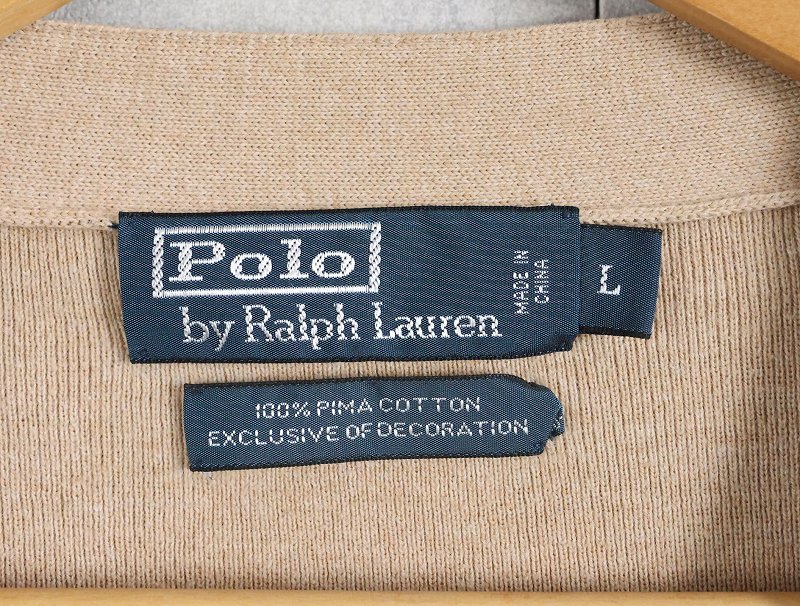 Polo
by Ralph Lauren
MADE IN
CHINA
L
100% PIMA COTTON
EXCLUSIVE OF DECORATION